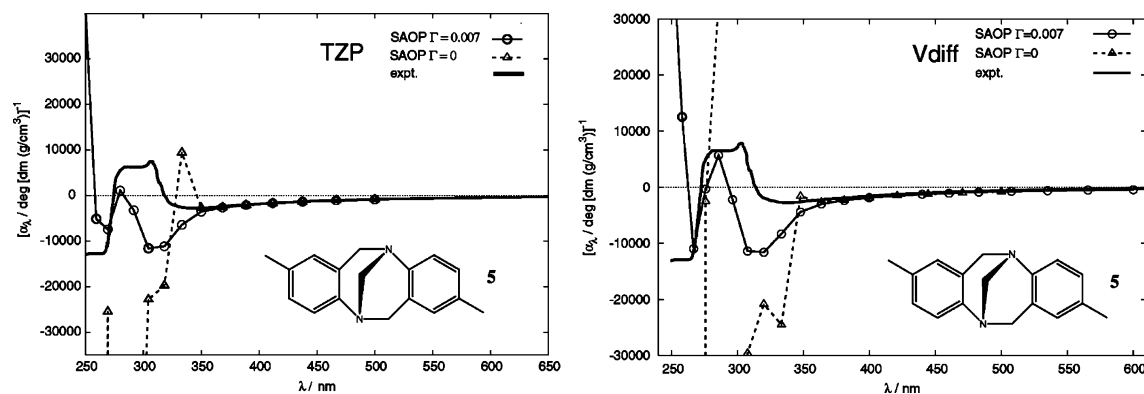 TZP
SAOP Γ = 0.007
SAOP Γ = 0
expt.
30000
20000
10000
0
-10000
-20000
-30000
[αλ / deg [dm (g/cm³)]⁻¹
N
N
5
250 300 350 400 450 500 550 600 650
λ / nm
Vdiff
SAOP Γ=0.007
SAOP Γ=0
expt.
30000
20000
10000
0
-10000
-20000
-30000
[αλ / deg [dm (g/cm³)]⁻¹
N
N
5
250 300 350 400 450 500 550 600
λ / nm